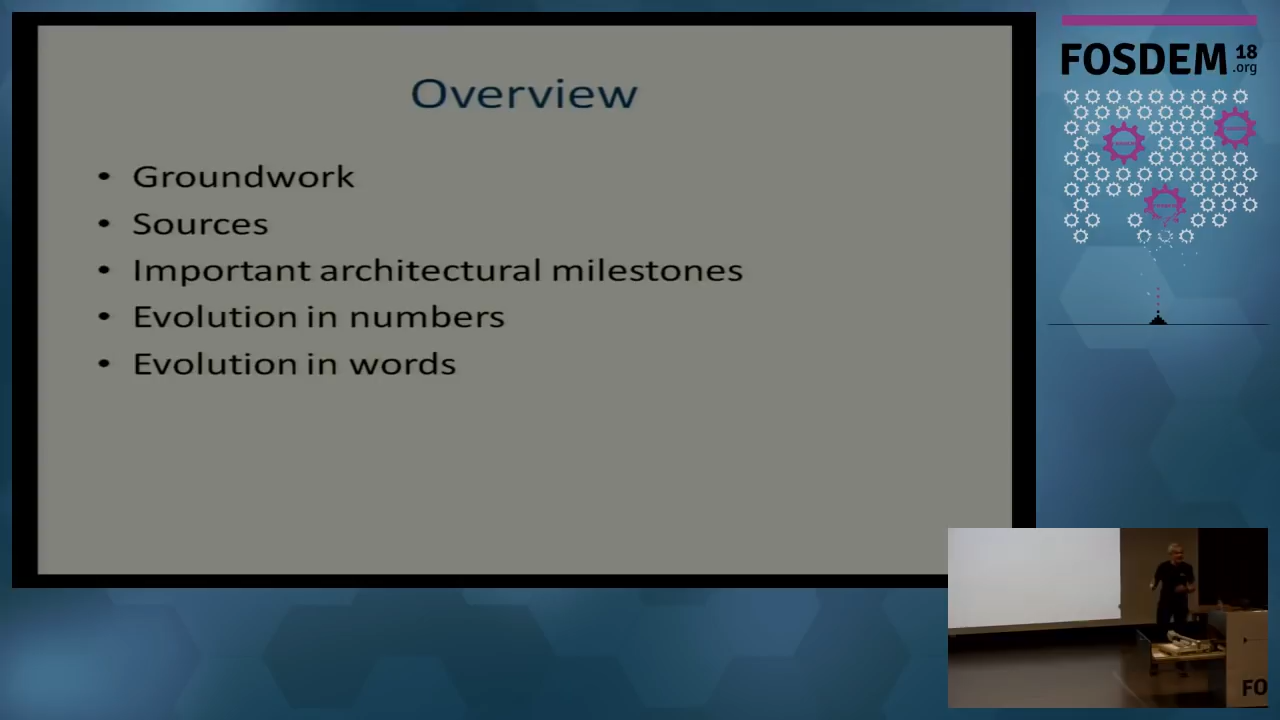 Overview
• Groundwork
• Sources
• Important architectural milestones
• Evolution in numbers
• Evolution in words
FOSDEM 18
.org
FO